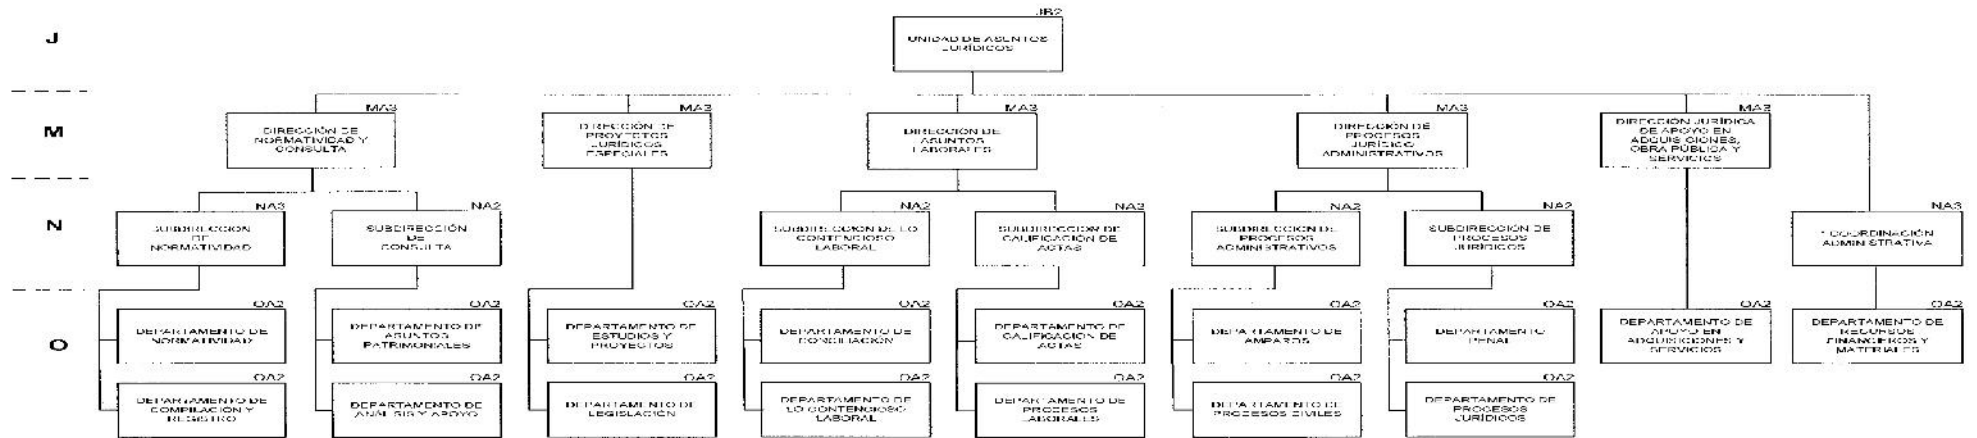 J
JB2
UNIDAD DE ASUNTOS
JURÍDICOS
M
MA3
DIRECCIÓN DE
NORMATIVIDAD Y
CONSULTA
MA3
DIRECCIÓN DE
PROYECTOS
JURÍDICOS
ESPECIALES
MA3
DIRECCIÓN DE
ASUNTOS
LABORALES
MA3
DIRECCIÓN DE
PROCESOS
JURÍDICO
ADMINISTRATIVOS
MA3
DIRECCIÓN JURÍDICA
DE APOYO EN
ADQUISICIONES,
OBRA PÚBLICA Y
SERVICIOS
N
NA3
SUBDIRECCIÓN
DE
NORMATIVIDAD
NA2
SUBDIRECCIÓN
DE
CONSULTA
NA2
SUBDIRECCIÓN DE LO
CONTENCIOSO
LABORAL
NA2
SUBDIRECCIÓN DE
CALIFICACIÓN DE
ACTAS
NA2
SUBDIRECCIÓN DE
PROCESOS
ADMINISTRATIVOS
NA2
SUBDIRECCIÓN DE
PROCESOS
JURÍDICOS
NA3
* COORDINACIÓN
ADMINISTRATIVA
O
OA2
DEPARTAMENTO DE
NORMATIVIDAD
OA2
DEPARTAMENTO DE
ASUNTOS
PATRIMONIALES
OA2
DEPARTAMENTO DE
ESTUDIOS Y
PROYECTOS
OA2
DEPARTAMENTO DE
CONCILIACIÓN
OA2
DEPARTAMENTO DE
CALIFICACIÓN DE
ACTAS
OA2
DEPARTAMENTO DE
AMPAROS
OA2
DEPARTAMENTO
PENAL
OA2
DEPARTAMENTO DE
APOYO EN
ADQUISICIONES Y
SERVICIOS
OA2
DEPARTAMENTO DE
RECURSOS
FINANCIEROS Y
MATERIALES
OA2
DEPARTAMENTO DE
COMPILACIÓN Y
REGISTRO
OA2
DEPARTAMENTO DE
ANÁLISIS Y APOYO
OA2
DEPARTAMENTO DE
LEGISLACIÓN
OA2
DEPARTAMENTO DE
LO CONTENCIOSO
LABORAL
OA2
DEPARTAMENTO DE
PROCESOS
LABORALES
OA2
DEPARTAMENTO DE
PROCESOS CIVILES
OA2
DEPARTAMENTO DE
PROCESOS
JURÍDICOS